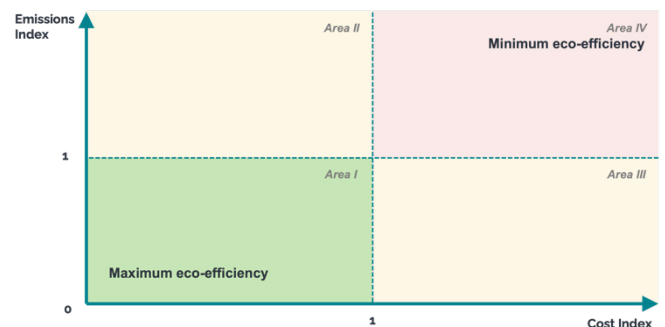 Emissions
Index
Area II
Area IV
Minimum eco-efficiency
1
Area I
Area III
Maximum eco-efficiency
0
1
Cost Index